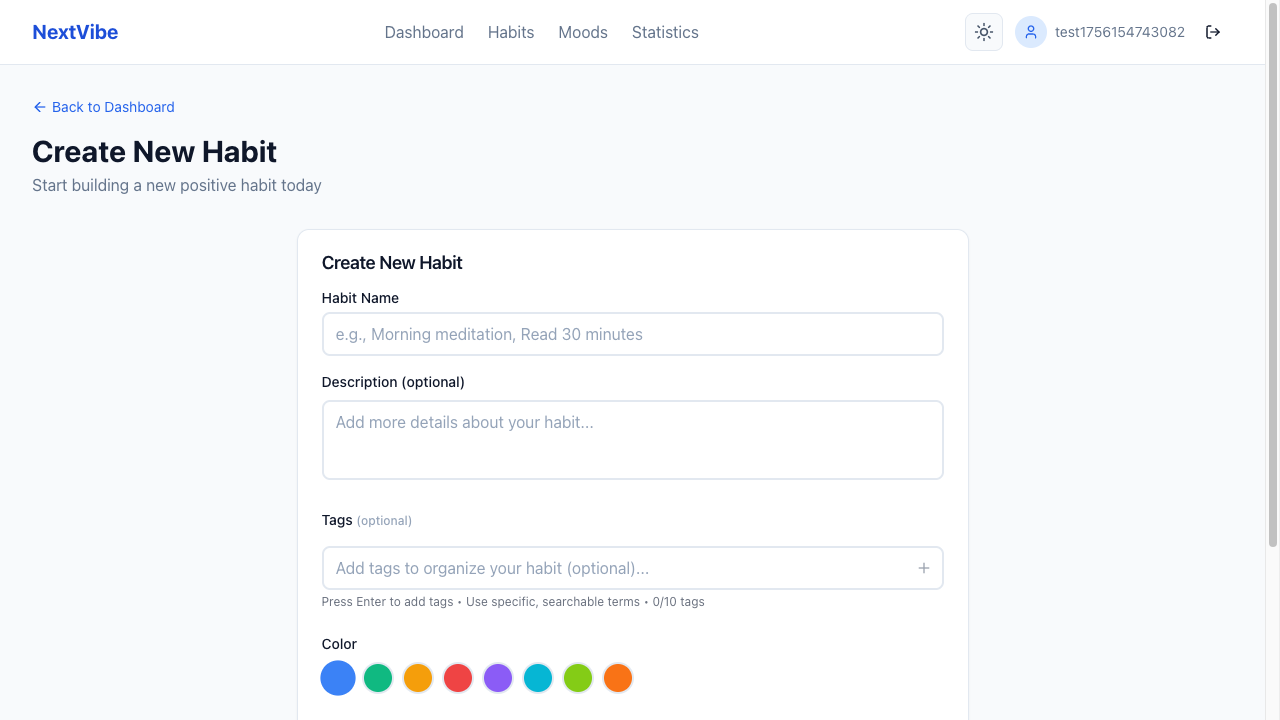 NextVibe
Dashboard Habits Moods Statistics
test1756154743082
Back to Dashboard
Create New Habit
Start building a new positive habit today
Create New Habit
Habit Name
e.g., Morning meditation, Read 30 minutes
Description (optional)
Add more details about your habit...
Tags (optional)
Add tags to organize your habit (optional)...
Press Enter to add tags • Use specific, searchable terms • 0/10 tags
Color